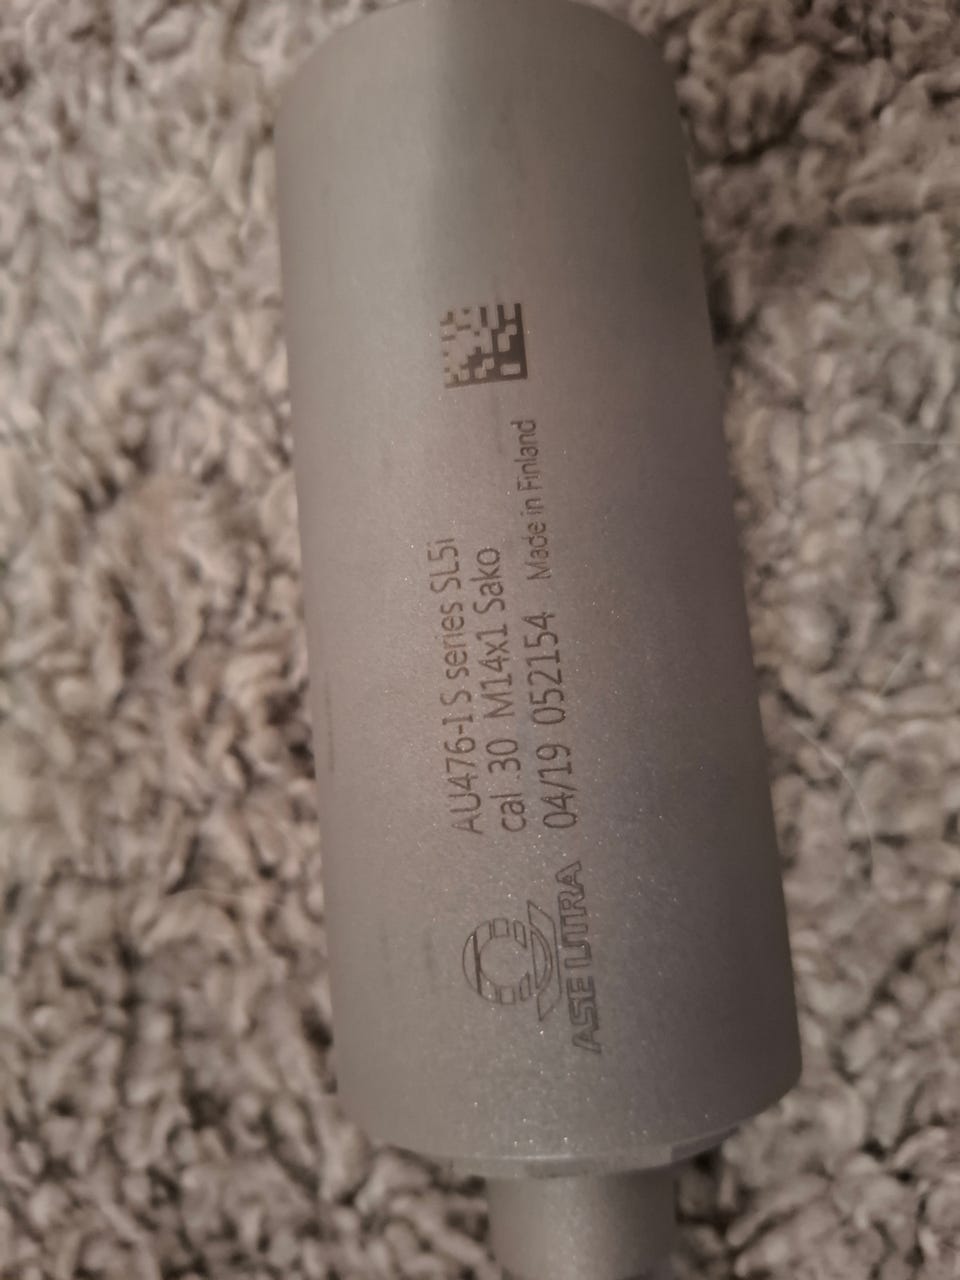 AU476-1 S series SL5i
cal .30 M14x1 Sako
04/19 052154 Made in Finland
ASE UTRA